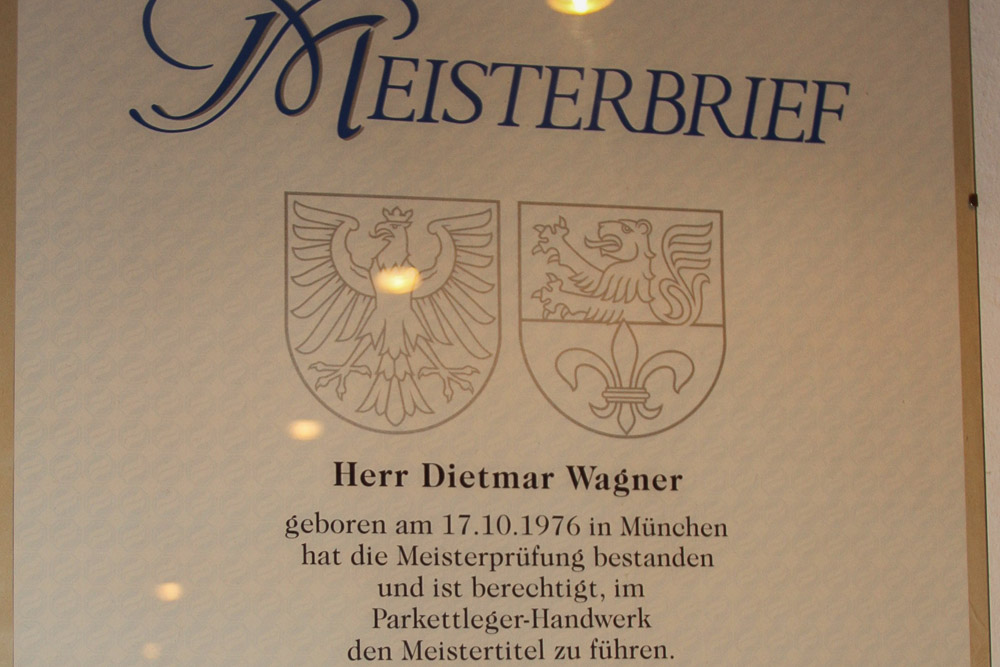 MEISTERBRIEF
Herr Dietmar Wagner
geboren am 17.10.1976 in München
hat die Meisterprüfung bestanden
und ist berechtigt, im
Parkettleger-Handwerk
den Meistertitel zu führen.